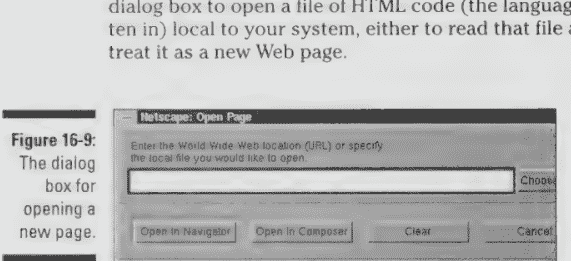 dialog box to open a file of HTML code (the languag
ten in) local to your system, either to read that file a
treat it as a new Web page.
Figure 16-9:
The dialog
box for
opening a
new page.
Netscape: Open Page
Enter the World Wide Web location (URL) or specify
the local file you would like to open.
Choose
Open In Navigator Open In Composer Clear Cancel